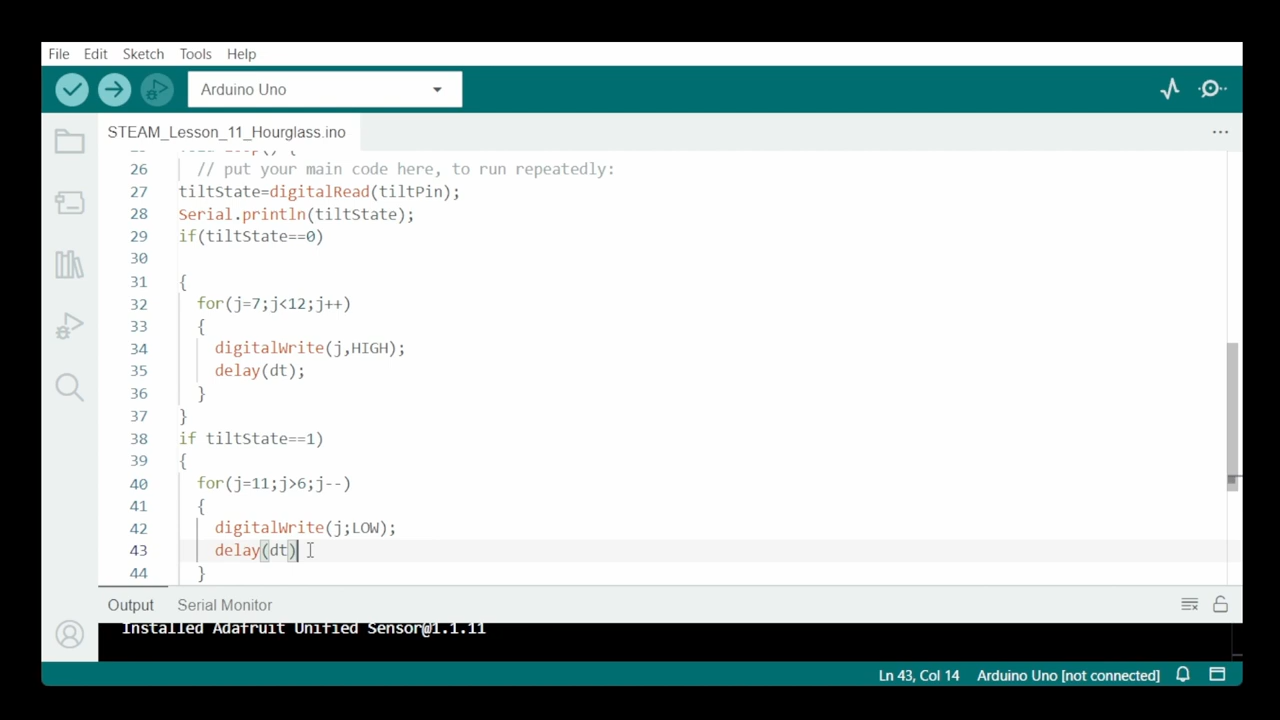 File Edit Sketch Tools Help
Arduino Uno
STEAM_Lesson_11_Hourglass.ino
26 // put your main code here, to run repeatedly:
27 tiltState=digitalRead(tiltPin);
28 Serial.println(tiltState);
29 if(tiltState==0)
30
31 {
32 for(j=7;j<12;j++)
33 {
34 digitalWrite(j,HIGH);
35 delay(dt);
36 }
37 }
38 if tiltState==1)
39 {
40 for(j=11;j>6;j--)
41 {
42 digitalWrite(j;LOW);
43 delay(dt)
44 }
Output Serial Monitor
Installed Adafruit Unified Sensor@1.1.11
Ln 43, Col 14 Arduino Uno [not connected]